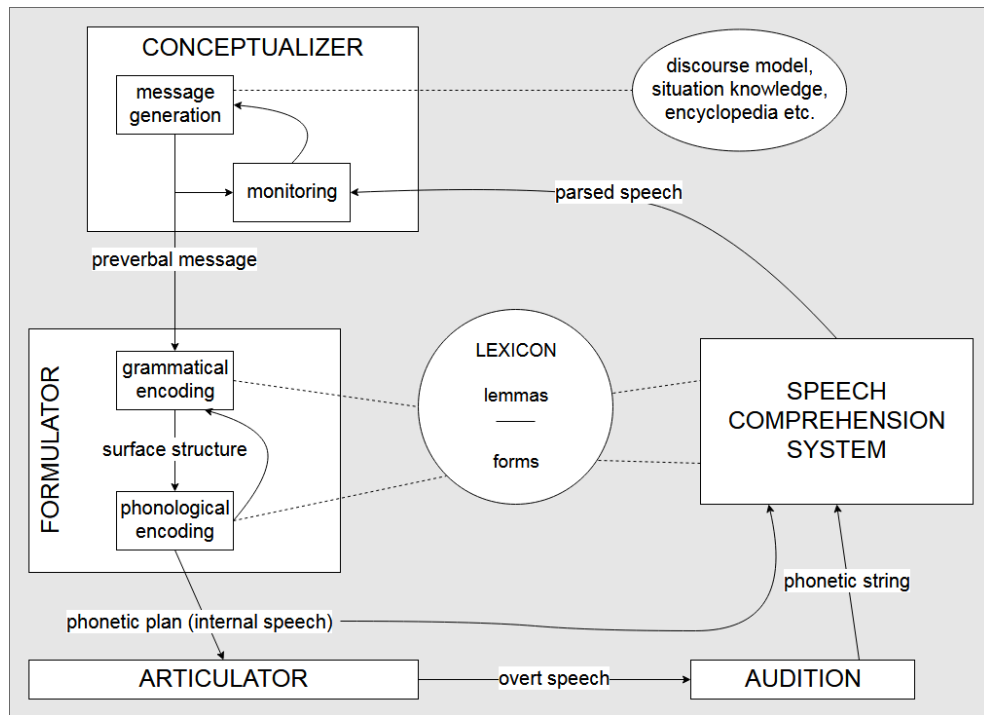 CONCEPTUALIZER
message
generation
monitoring
discourse model,
situation knowledge,
encyclopedia etc.
parsed speech
preverbal message
FORMULATOR
grammatical
encoding
surface structure
phonological
encoding
LEXICON
lemmas
forms
SPEECH
COMPREHENSION
SYSTEM
phonetic plan (internal speech)
phonetic string
ARTICULATOR
overt speech
AUDITION